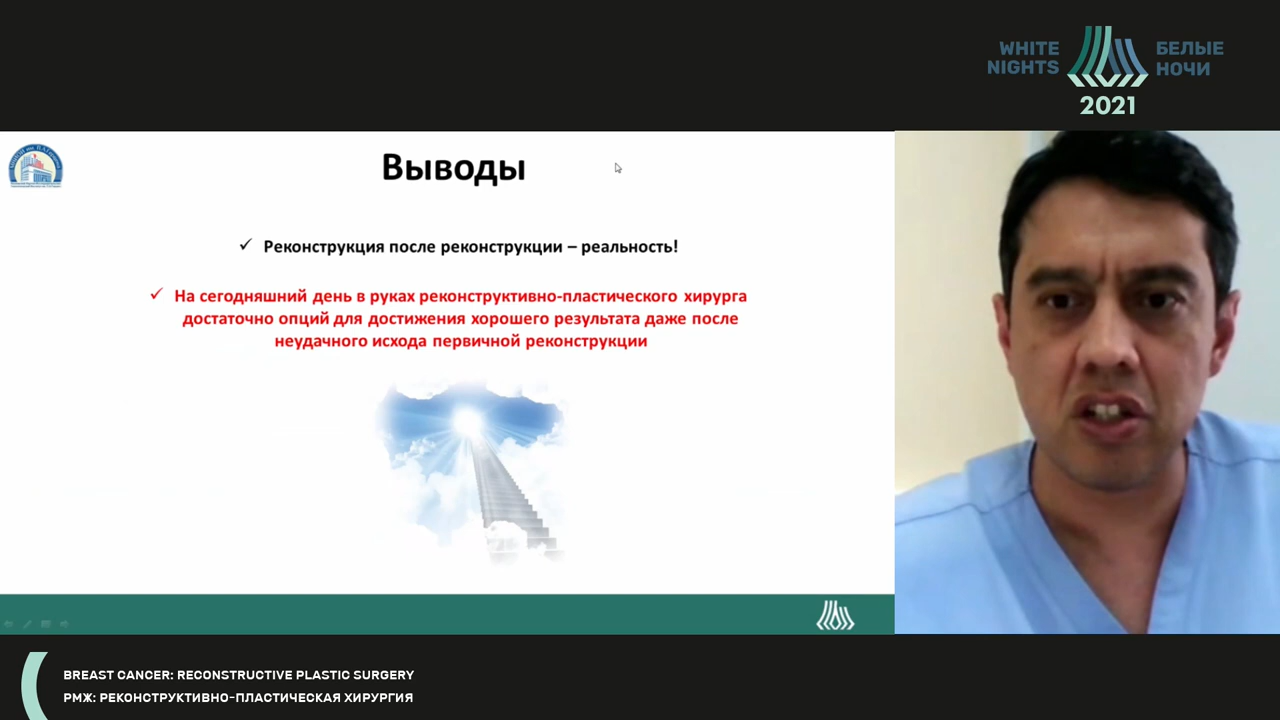 WHITE
NIGHTS
БЕЛЫЕ
НОЧИ
2021
Выводы
✓ Реконструкция после реконструкции – реальность!
✓ На сегодняшний день в руках реконструктивно-пластического хирурга
достаточно опций для достижения хорошего результата даже после
неудачного исхода первичной реконструкции
BREAST CANCER: RECONSTRUCTIVE PLASTIC SURGERY
РМЖ: РЕКОНСТРУКТИВНО-ПЛАСТИЧЕСКАЯ ХИРУРГИЯ